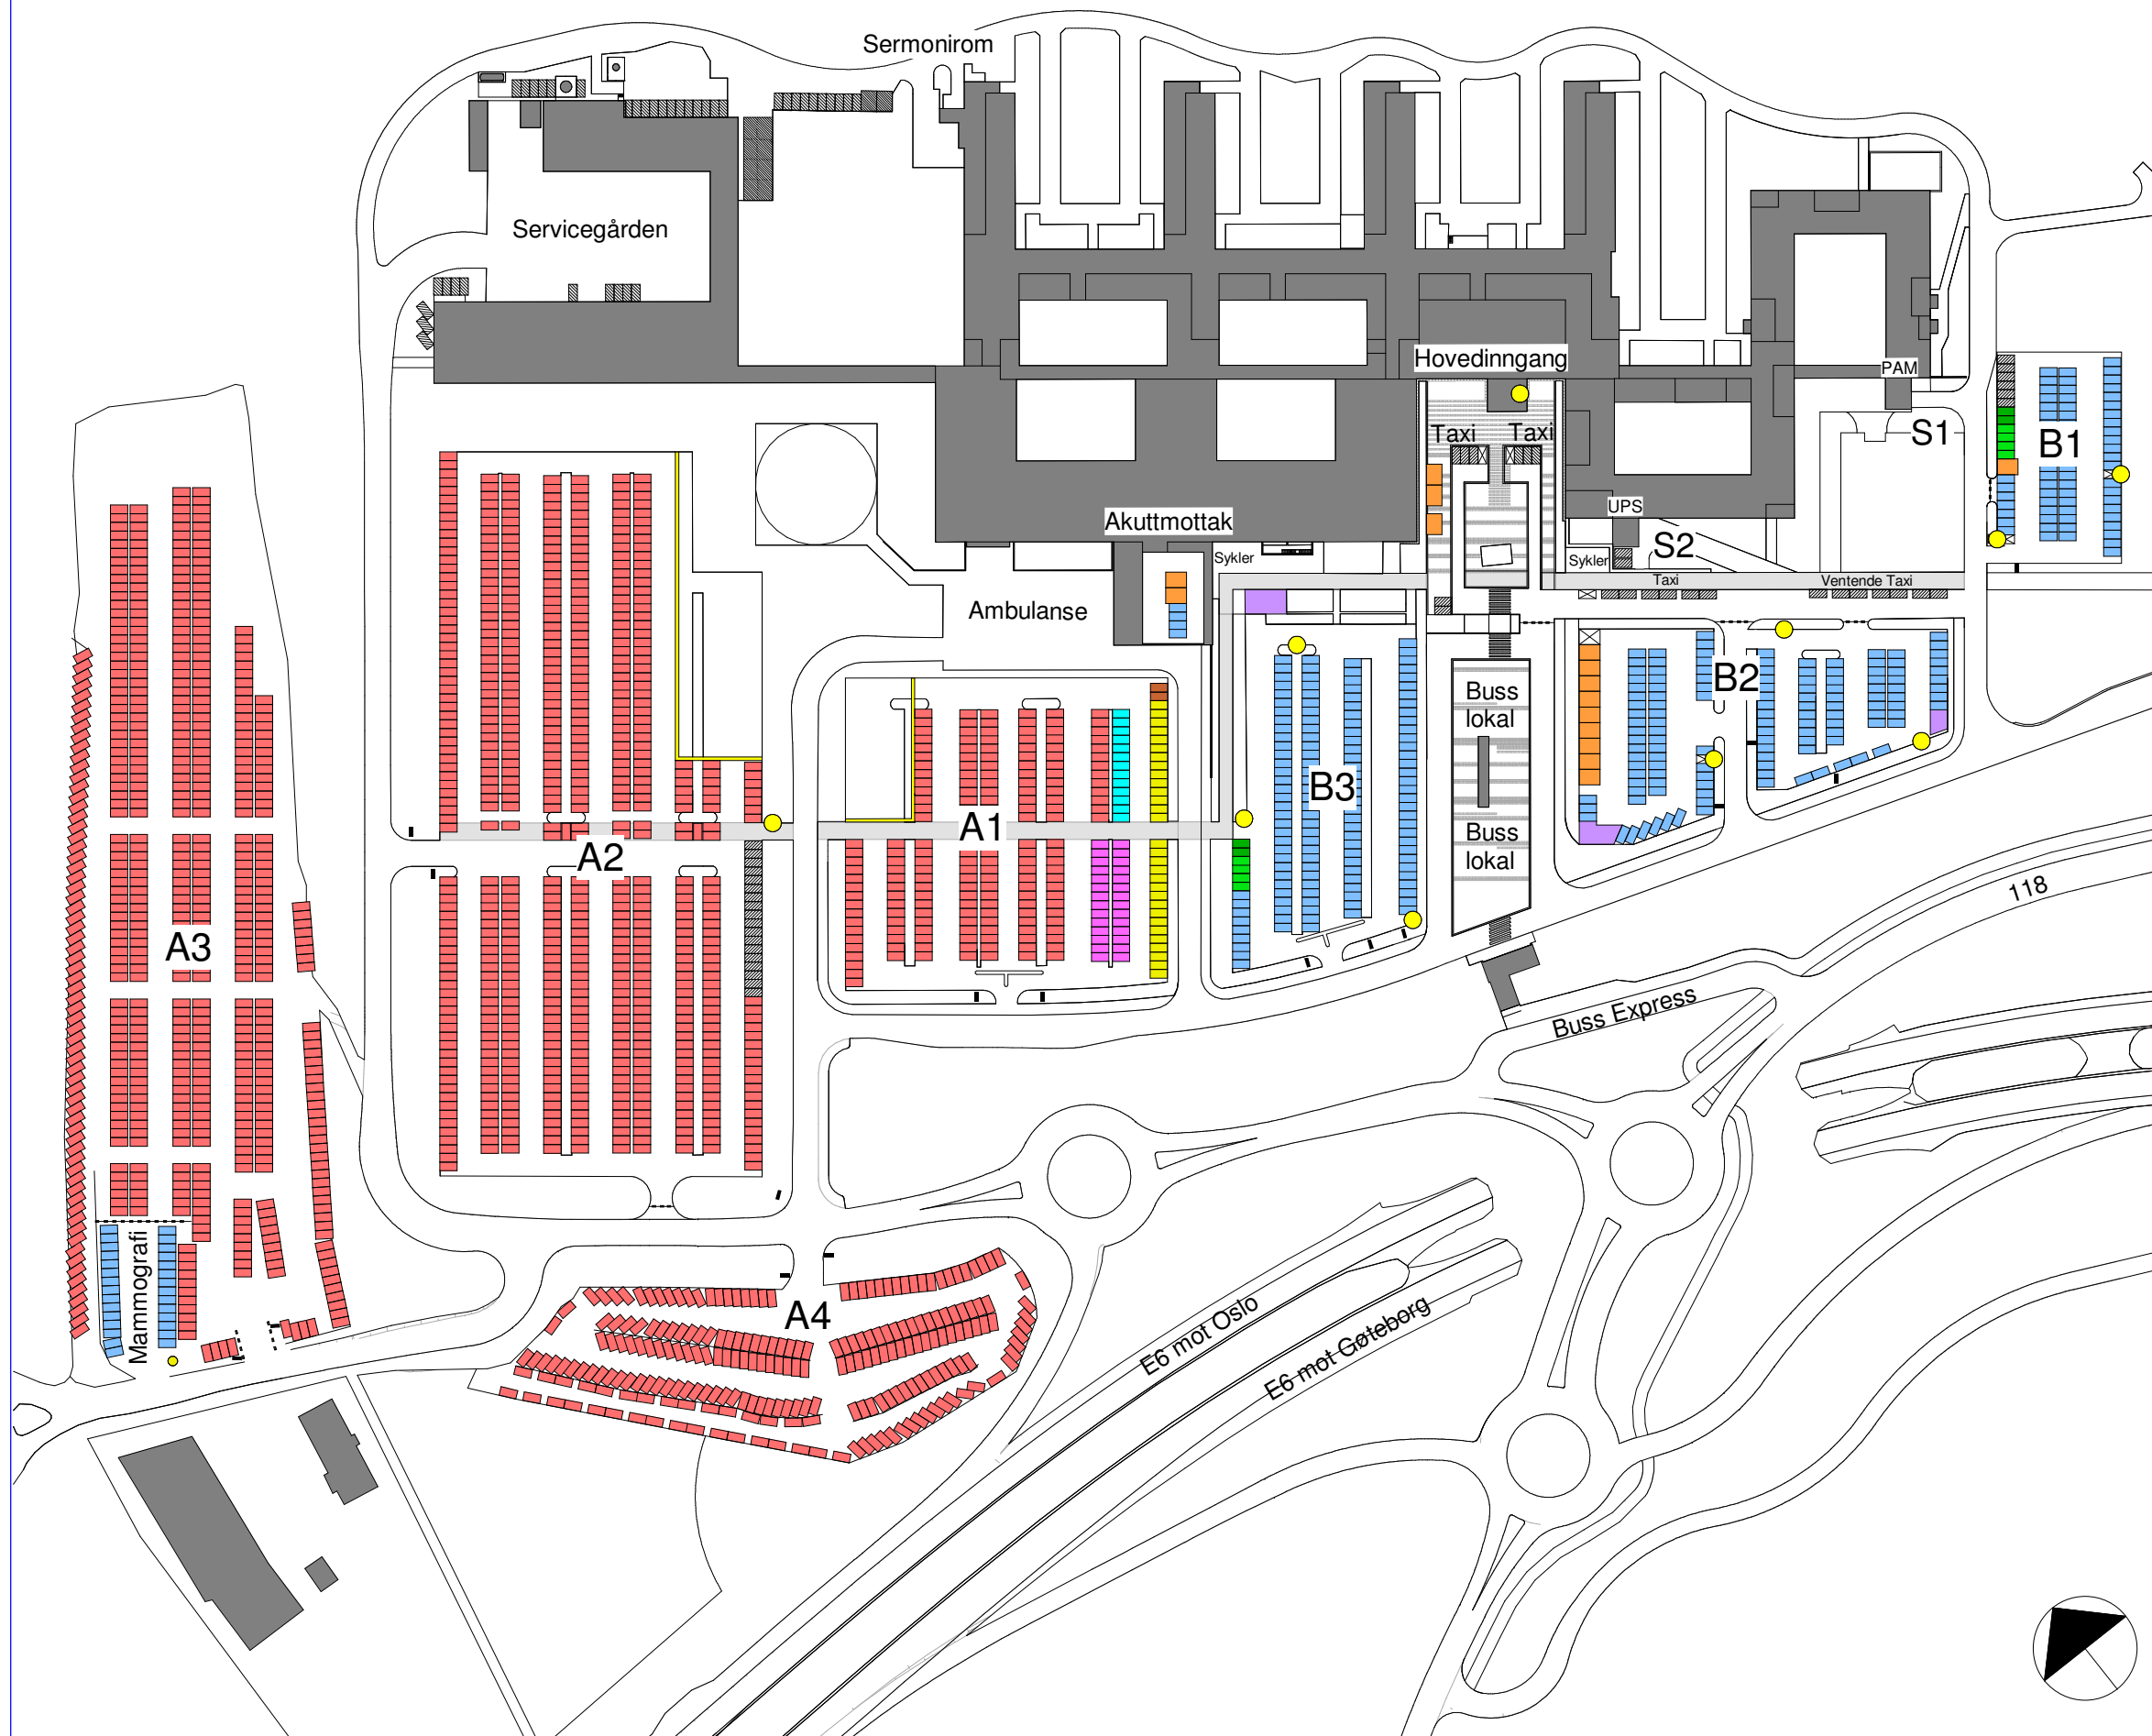 Sermonirom
Servicegården
Hovedinngang
PAM
Taxi
Taxi
S1
B1
Akuttmottak
UPS
Sykler
Sykler
S2
Taxi
Ventende Taxi
Ambulanse
B2
Buss
lokal
B3
A1
Buss
lokal
A2
118
A3
Buss Express
Mammografi
A4
E6 mot Oslo
E6 mot Gøteborg